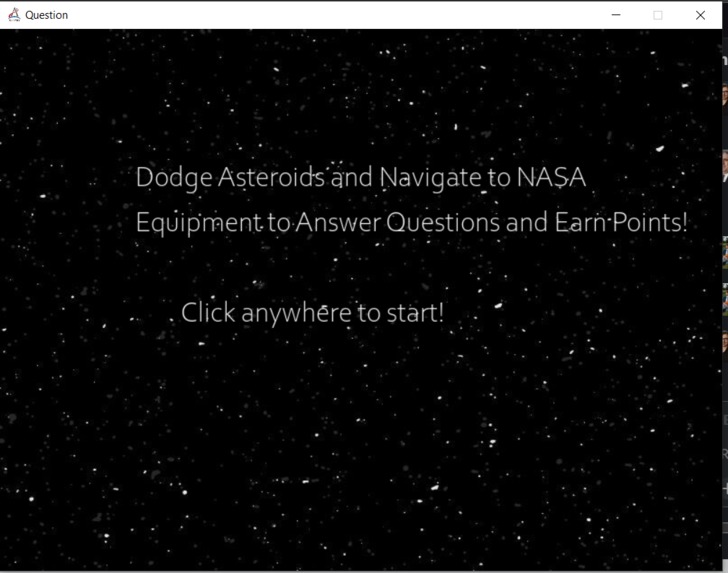 Question
Dodge Asteroids and Navigate to NASA
Equipment to Answer Questions and Earn Points!
Click anywhere to start!